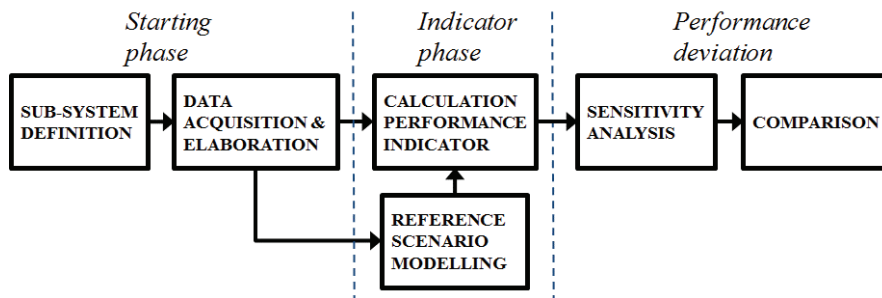 Starting
phase
Indicator
phase
Performance
deviation
SUB-SYSTEM
DEFINITION
DATA
ACQUISITION &
ELABORATION
CALCULATION
PERFORMANCE
INDICATOR
SENSITIVITY
ANALYSIS
COMPARISON
REFERENCE
SCENARIO
MODELLING